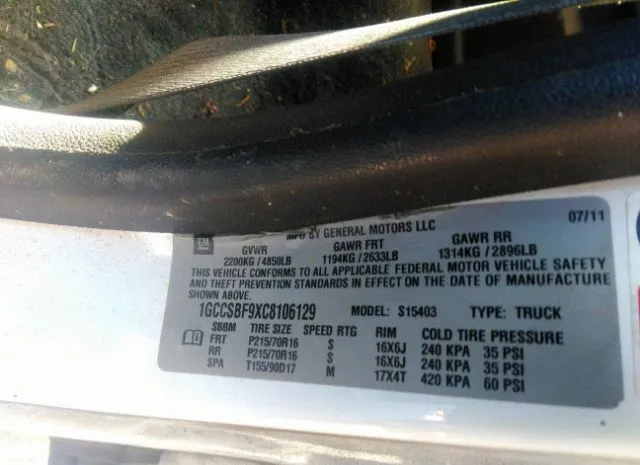 GM MFD BY GENERAL MOTORS LLC 07/11
GVWR GAWR FRT GAWR RR
2200KG / 4850LB 1194KG / 2633LB 1314KG / 2896LB
THIS VEHICLE CONFORMS TO ALL APPLICABLE FEDERAL MOTOR VEHICLE SAFETY
AND THEFT PREVENTION STANDARDS IN EFFECT ON THE DATE OF MANUFACTURE
SHOWN ABOVE.
1GCCSBF9XC8106129 MODEL: S15403 TYPE: TRUCK
SBBM TIRE SIZE SPEED RTG RIM COLD TIRE PRESSURE
FRT P215/70R16 S 16X6J 240 KPA 35 PSI
RR P215/70R16 S 16X6J 240 KPA 35 PSI
SPA T155/90D17 M 17X4T 420 KPA 60 PSI